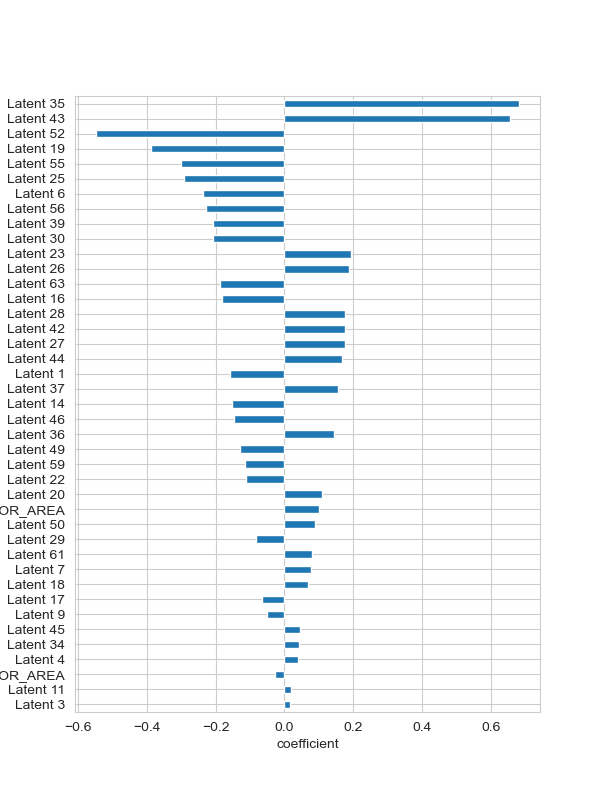 Latent 35
Latent 43
Latent 52
Latent 19
Latent 55
Latent 25
Latent 6
Latent 56
Latent 39
Latent 30
Latent 23
Latent 26
Latent 63
Latent 16
Latent 28
Latent 42
Latent 27
Latent 44
Latent 1
Latent 37
Latent 14
Latent 46
Latent 36
Latent 49
Latent 59
Latent 22
Latent 20
OR_AREA
Latent 50
Latent 29
Latent 61
Latent 7
Latent 18
Latent 17
Latent 9
Latent 45
Latent 34
Latent 4
OR_AREA
Latent 11
Latent 3
−0.6 −0.4 −0.2 0.0 0.2 0.4 0.6
coefficient